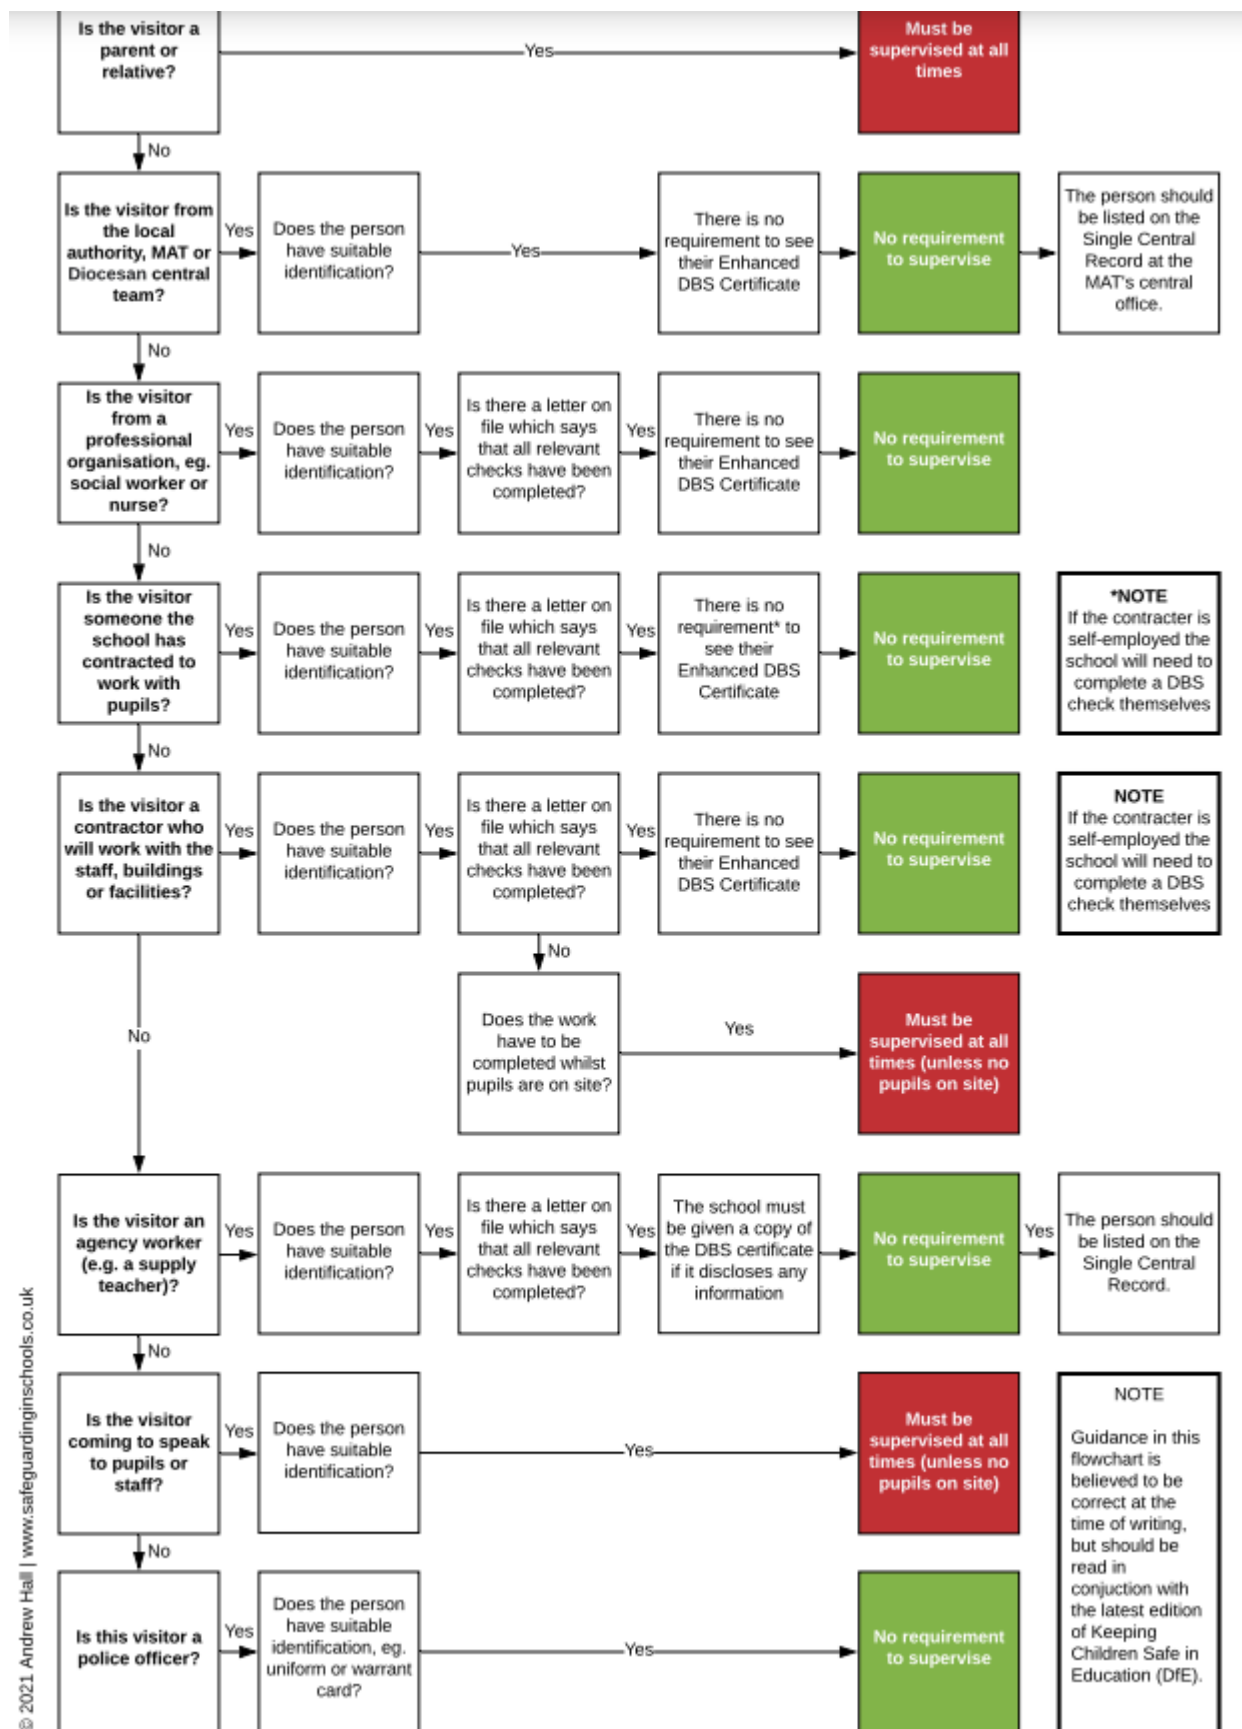 Is the visitor a
parent or
relative?
Yes
Must be
supervised at all
times
No
Is the visitor from
the local
authority, MAT or
Diocesan central
team?
Yes
Does the person
have suitable
identification?
Yes
There is no
requirement to see
their Enhanced
DBS Certificate
No requirement
to supervise
The person should
be listed on the
Single Central
Record at the
MAT's central
office.
No
Is the visitor
from a
professional
organisation, eg.
social worker or
nurse?
Yes
Does the person
have suitable
identification?
Yes
Is there a letter on
file which says
that all relevant
checks have been
completed?
Yes
There is no
requirement to see
their Enhanced
DBS Certificate
No requirement
to supervise
No
Is the visitor
someone the
school has
contracted to
work with
pupils?
Yes
Does the person
have suitable
identification?
Yes
Is there a letter on
file which says
that all relevant
checks have been
completed?
Yes
There is no
requirement* to
see their
Enhanced DBS
Certificate
No requirement
to supervise
*NOTE
If the contracter is
self-employed the
school will need to
complete a DBS
check themselves
No
Is the visitor a
contractor who
will work with the
staff, buildings
or facilities?
Yes
Does the person
have suitable
identification?
Yes
Is there a letter on
file which says
that all relevant
checks have been
completed?
Yes
There is no
requirement to see
their Enhanced
DBS Certificate
No requirement
to supervise
NOTE
If the contracter is
self-employed the
school will need to
complete a DBS
check themselves
No
Does the work
have to be
completed whilst
pupils are on site?
Yes
Must be
supervised at all
times (unless no
pupils on site)
No
Is the visitor an
agency worker
(e.g. a supply
teacher)?
Yes
Does the person
have suitable
identification?
Yes
Is there a letter on
file which says
that all relevant
checks have been
completed?
Yes
The school must
be given a copy of
the DBS certificate
if it discloses any
information
No requirement
to supervise
Yes
The person should
be listed on the
Single Central
Record.
No
Is the visitor
coming to speak
to pupils or
staff?
Yes
Does the person
have suitable
identification?
Yes
Must be
supervised at all
times (unless no
pupils on site)
NOTE
Guidance in this
flowchart is
believed to be
correct at the
time of writing,
but should be
read in
conjuction with
the latest edition
of Keeping
Children Safe in
Education (DfE).
No
Is this visitor a
police officer?
Yes
Does the person
have suitable
identification, eg.
uniform or warrant
card?
Yes
No requirement
to supervise
© 2021 Andrew Hall | www.safeguardinginschools.co.uk